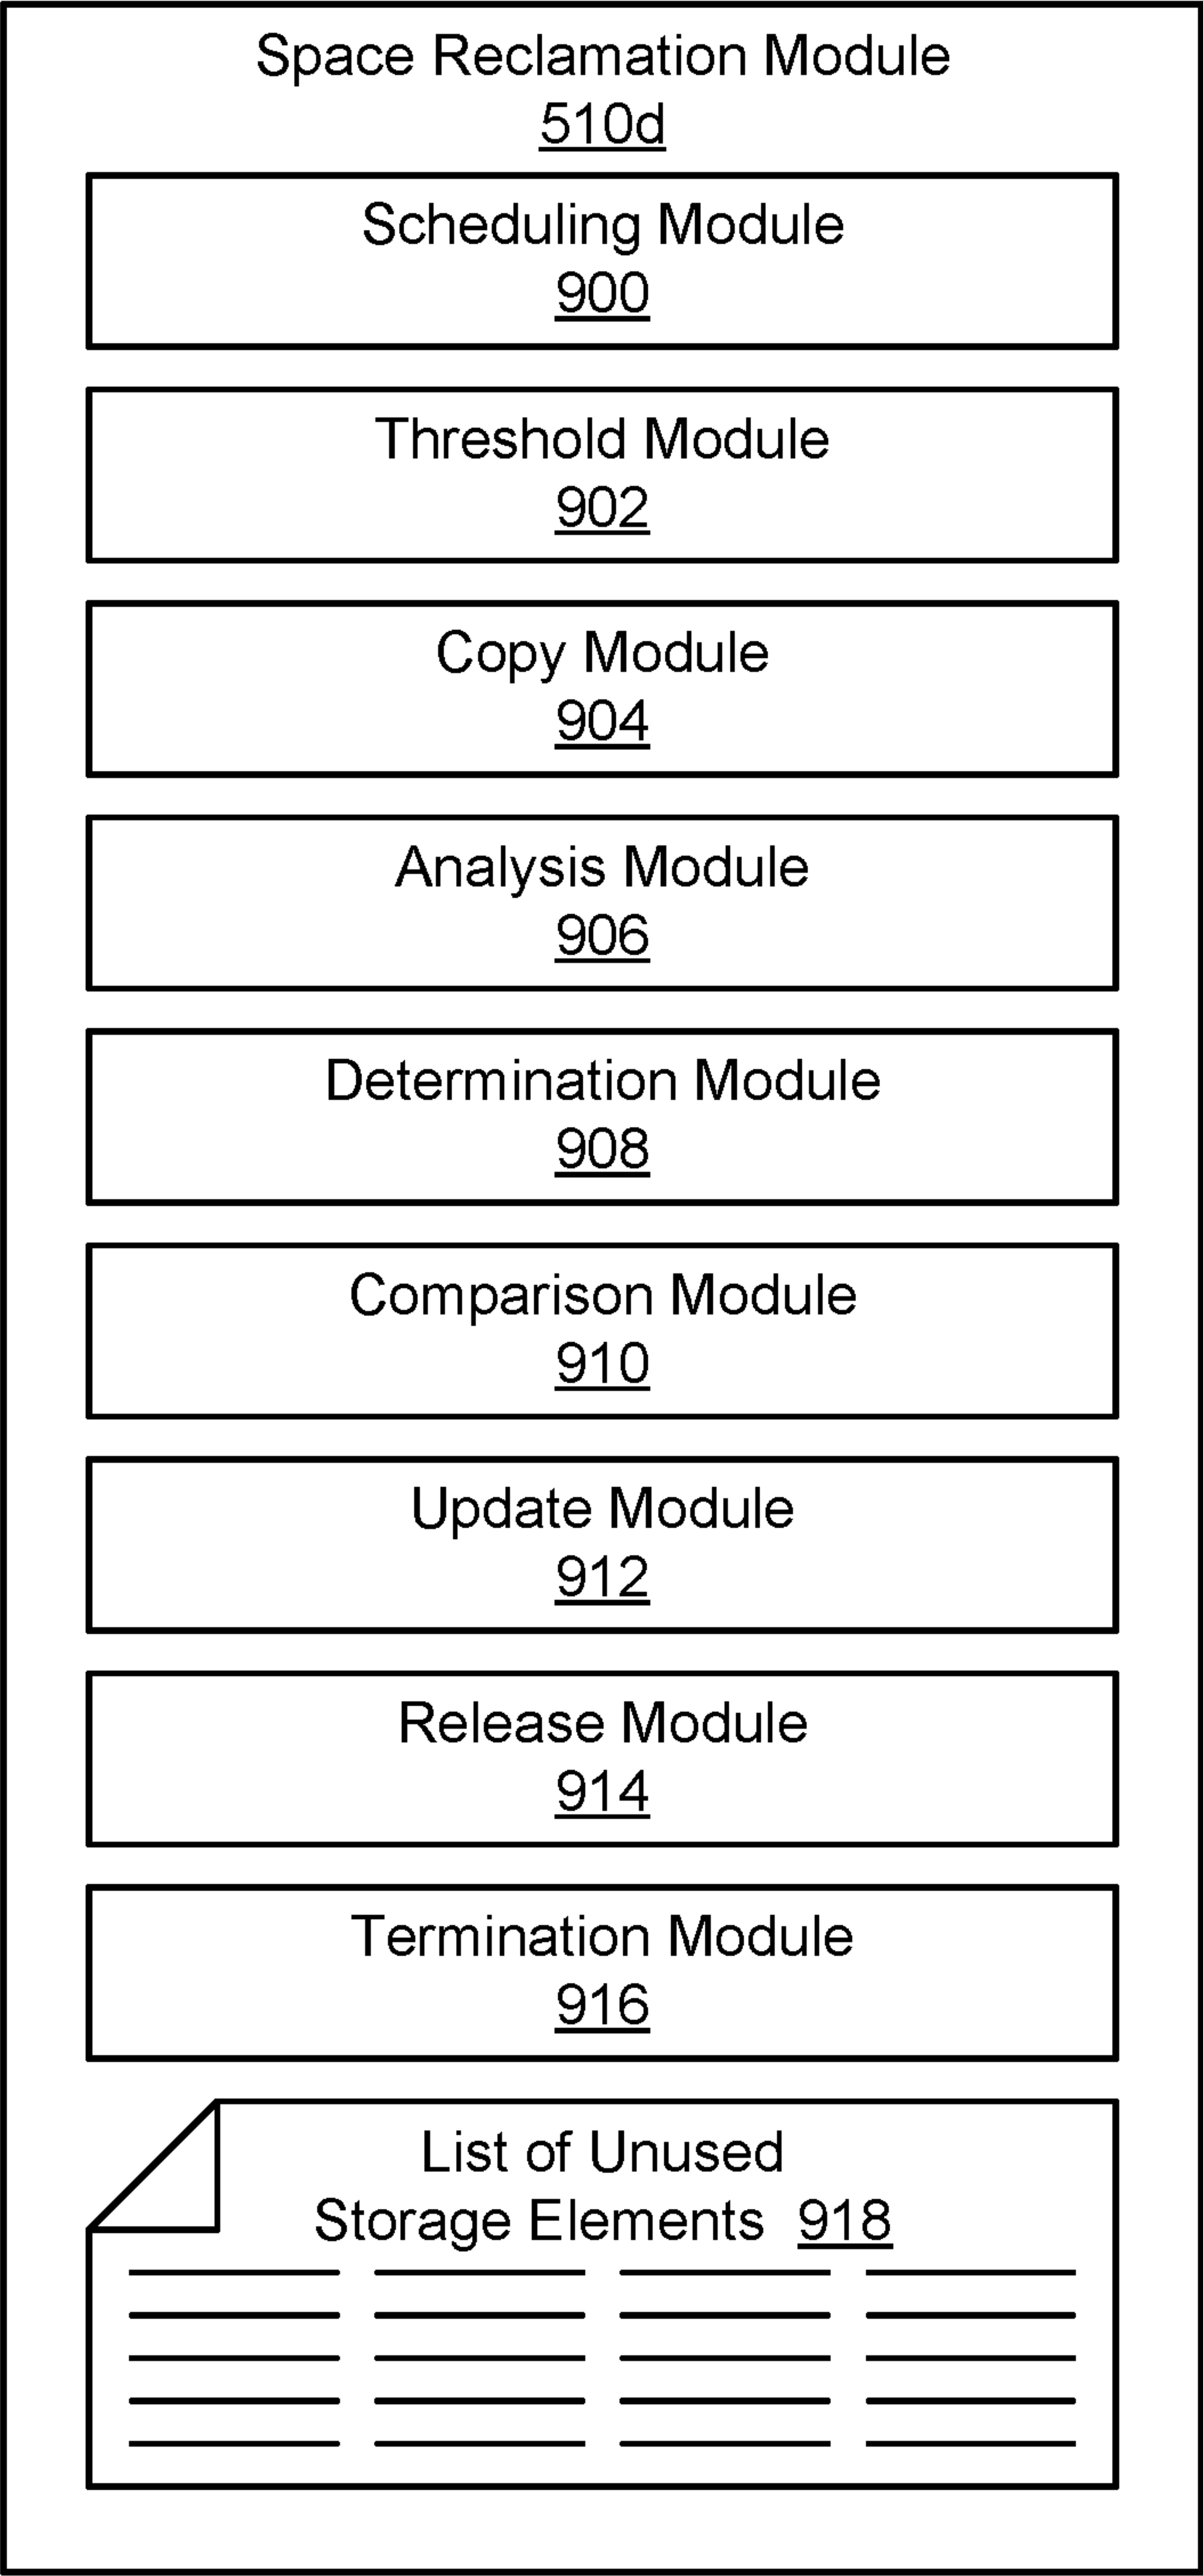 Space Reclamation Module
510d
Scheduling Module
900
Threshold Module
902
Copy Module
904
Analysis Module
906
Determination Module
908
Comparison Module
910
Update Module
912
Release Module
914
Termination Module
916
List of Unused
Storage Elements 918